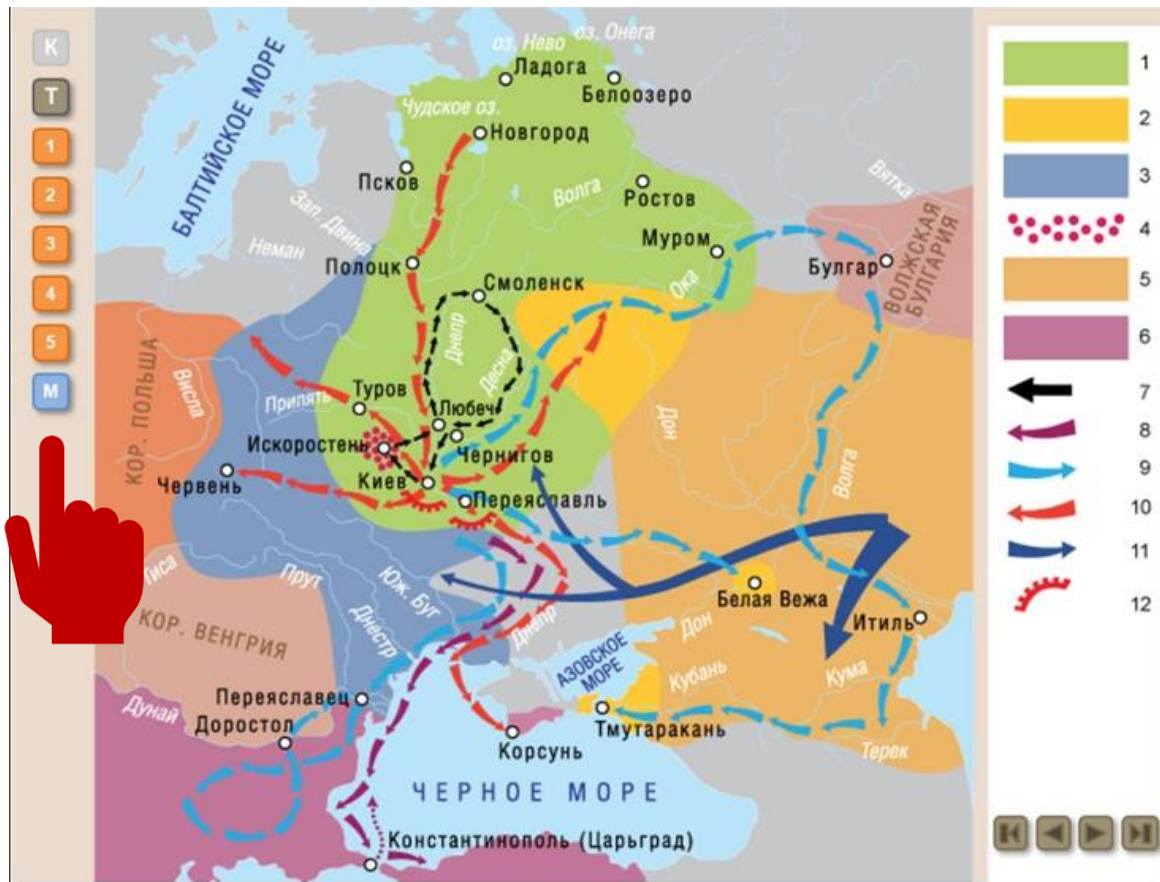 К
Т
1
2
3
4
5
М
БАЛТИЙСКОЕ МОРЕ
оз. Нево
оз. Онега
Ладога
Белоозеро
Чудское оз.
Новгород
Псков
Волга
Ростов
Вятка
Зап. Двина
Неман
Муром
ВОЛЖСКАЯ
БУЛГАРИЯ
Полоцк
Булгар
Смоленск
Ока
Днепр
Десна
КОР. ПОЛЬША
Висла
Туров
Припять
Любеч
Дон
Искоростень
Чернигов
Червень
Киев
Переяславль
Волга
Тиса
Прут
Юж. Буг
Белая Вежа
КОР. ВЕНГРИЯ
Днестр
Днепр
Дон
Итиль
АЗОВСКОЕ
МОРЕ
Кубань
Кума
Переяславец
Дунай
Доростол
Тмутаракань
Корсунь
Терек
ЧЕРНОЕ МОРЕ
Константинополь (Царьград)
1
2
3
4
5
6
7
8
9
10
11
12